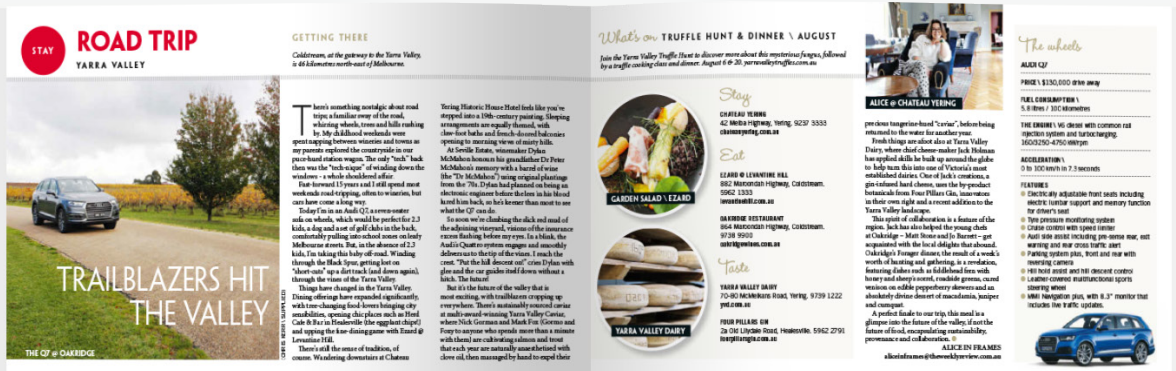 STAY
ROAD TRIP
YARRA VALLEY
GETTING THERE
Coldstream, at the gateway to the Yarra Valley,
is 46 kilometres north-east of Melbourne.
TRAILBLAZERS HIT
THE VALLEY
THE Q7 @ OAKRIDGE
There's something nostalgic about road
trips; a familiar sway of the road,
whirring wheels, trees and hills rushing
by. My childhood weekends were
spent napping between wineries and towns as
my parents explored the countryside in our
pace-hard station wagon. The only "tech" back
then was the "tech-nique" of winding down the
windows – a whole shouldered affair.
Fast-forward 15 years and I still spend most
weekends road-tripping, often to wineries, but
cars have come a long way.
Today I'm in an Audi Q7, a seven-seater
sofa on wheels, which would be perfect for 2.3
kids, a dog and a set of golf clubs in the back,
comfortably pulling into school zones on leafy
Melbourne streets. But, in the absence of 2.3
kids, I'm taking this baby off-road. Winding
through the Black Spur, getting lost on
"short-cuts" up a dirt track (and down again),
through the vines of the Yarra Valley.
Things have changed in the Yarra Valley.
Dining offerings have expanded significantly,
with tree-changing food-lovers bringing city
sensibilities, opening chic places such as Herd
Cafe & Bar in Healesville (the eggplant chips!)
and upping the fine-dining game with Ezard @
Levantine Hill.
There's still the sense of tradition, of
course. Wandering downstairs at Chateau
Yering Historic House Hotel feels like you've
stepped into a 19th-century painting. Sleeping
arrangements are equally themed, with
claw-foot baths and french-doored balconies
opening to morning views of misty hills.
At Seville Estate, winemaker Dylan
McMahon honours his grandfather Dr Peter
McMahon's memory with a barrel of wine
(the "Dr McMahon") using original plantings
from the '70s. Dylan had planned on being an
electronic engineer before the lees in his blood
lured him back, so he's keener than most to see
what the Q7 can do.
So soon we're climbing the slick red mud of
the adjoining vineyard, visions of the insurance
excess flashing before my eyes. In a blink, the
Audi's Quattro system engages and smoothly
delivers us to the tip of the vines. I reach the
crest. "Put the hill descent on!" cries Dylan with
glee and the car guides itself down without a
hitch. The future!
But it's the future of the valley that is
most exciting, with trailblazers cropping up
everywhere. There's sustainably sourced caviar
at multi-award-winning Yarra Valley Caviar,
where Nick Gorman and Mark Fox (Gormo and
Foxy to anyone who spends more than a minute
with them) are cultivating salmon and trout
that each year are naturally anaesthetised with
clove oil, then massaged by hand to expel their
What's on TRUFFLE HUNT & DINNER \ AUGUST
Join the Yarra Valley Truffle Hunt to discover more about this mysterious fungus, followed
by a truffle cooking class and dinner. August 6 & 20. yarravalleytruffles.com.au
GARDEN SALAD \ EZARD
YARRA VALLEY DAIRY
Stay
CHATEAU YERING
42 Melba Highway, Yering, 9237 3333
chateauyering.com.au
Eat
EZARD @ LEVANTINE HILL
882 Maroondah Highway, Coldstream.
5962 1333
levantinehill.com.au
OAKRIDGE RESTAURANT
864 Maroondah Highway, Coldstream.
9738 9900
oakridgewines.com.au
Taste
YARRA VALLEY DAIRY
70-80 McMeikans Road, Yering. 9739 1222
yvd.com.au
FOUR PILLARS GIN
2a Old Lilydale Road, Healesville. 5962 2791
fourpillarsgin.com.au
ALICE @ CHATEAU YERING
precious tangerine-hued "caviar", before being
returned to the water for another year.
Fresh things are afoot also at Yarra Valley
Dairy, where chief cheese-maker Jack Holman
has applied skills he built up around the globe
to help turn this into one of Victoria's most
established dairies. One of Jack's creations, a
gin-infused hard cheese, uses the by-product
botanicals from Four Pillars Gin, innovators
in their own right and a recent addition to the
Yarra Valley landscape.
This spirit of collaboration is a feature of the
region. Jack has also helped the young chefs
at Oakridge – Matt Stone and Jo Barrett – get
acquainted with the local delights that abound.
Oakridge's Forager dinner, the result of a week's
worth of hunting and gathering, is a revelation,
featuring dishes such as fiddlehead fern with
honey and sheep's sorrel, roadside greens, cured
venison on edible pepperberry skewers and an
absolutely divine dessert of macadamia, juniper
and cumquat.
A perfect finale to our trip, this meal is a
glimpse into the future of the valley, if not the
future of food, encapsulating sustainability,
provenance and collaboration.
ALICE IN FRAMES
aliceinframes@theweeklyreview.com.au
The wheels
AUDI Q7
PRICE \ $130,000 drive away
FUEL CONSUMPTION \
5.8 litres / 100 kilometres
THE ENGINE \ V6 diesel with common rail
injection system and turbocharging.
160/3250-4750 kW/rpm
ACCELERATION \
0 to 100 km/h in 7.3 seconds
FEATURES
Electrically adjustable front seats including
electric lumbar support and memory function
for driver's seat
Tyre pressure monitoring system
Cruise control with speed limiter
Audi side assist including pre-sense rear, exit
warning and rear cross traffic alert
Parking system plus, front and rear with
reversing camera
Hill hold assist and hill descent control
Leather-covered multifunctional sports
steering wheel
MMI Navigation plus, with 8.3" monitor that
includes live traffic updates.